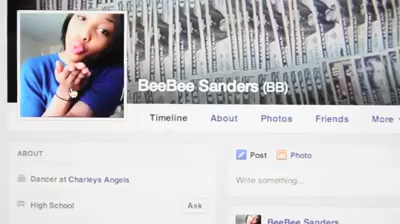 BeeBee Sanders (BB)
Timeline About Photos Friends More
ABOUT
Dancer at Charleys Angels
High School Ask
Post Photo
Write something...
BeeBee Sanders